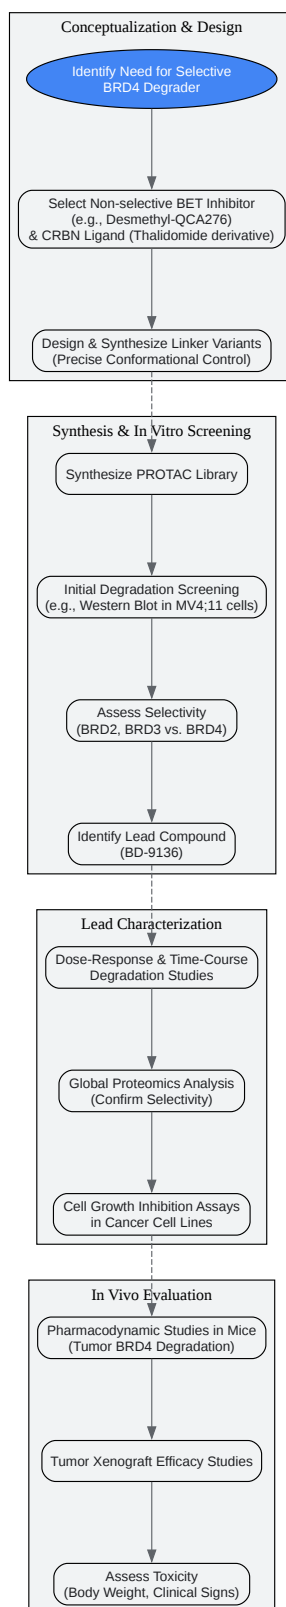 Conceptualization & Design
Identify Need for Selective
BRD4 Degrader
Select Non-selective BET Inhibitor
(e.g., Desmethyl-QCA276)
& CRBN Ligand (Thalidomide derivative)
Design & Synthesize Linker Variants
(Precise Conformational Control)
Synthesis & In Vitro Screening
Synthesize PROTAC Library
Initial Degradation Screening
(e.g., Western Blot in MV4;11 cells)
Assess Selectivity
(BRD2, BRD3 vs. BRD4)
Identify Lead Compound
(BD-9136)
Lead Characterization
Dose-Response & Time-Course
Degradation Studies
Global Proteomics Analysis
(Confirm Selectivity)
Cell Growth Inhibition Assays
in Cancer Cell Lines
In Vivo Evaluation
Pharmacodynamic Studies in Mice
(Tumor BRD4 Degradation)
Tumor Xenograft Efficacy Studies
Assess Toxicity
(Body Weight, Clinical Signs)